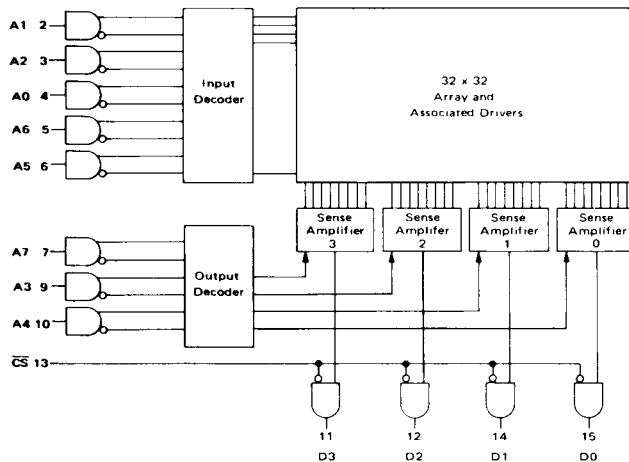 A1 2
A2 3
A0 4
A6 5
A5 6
Input
Decoder
32 x 32
Array and
Associated Drivers
Sense
Amplifier
3
Sense
Amplifer
2
Sense
Amplifier
1
Sense
Amplifier
0
A7 7
A3 9
A4 10
Output
Decoder
CS 13
11
D3
12
D2
14
D1
15
D0